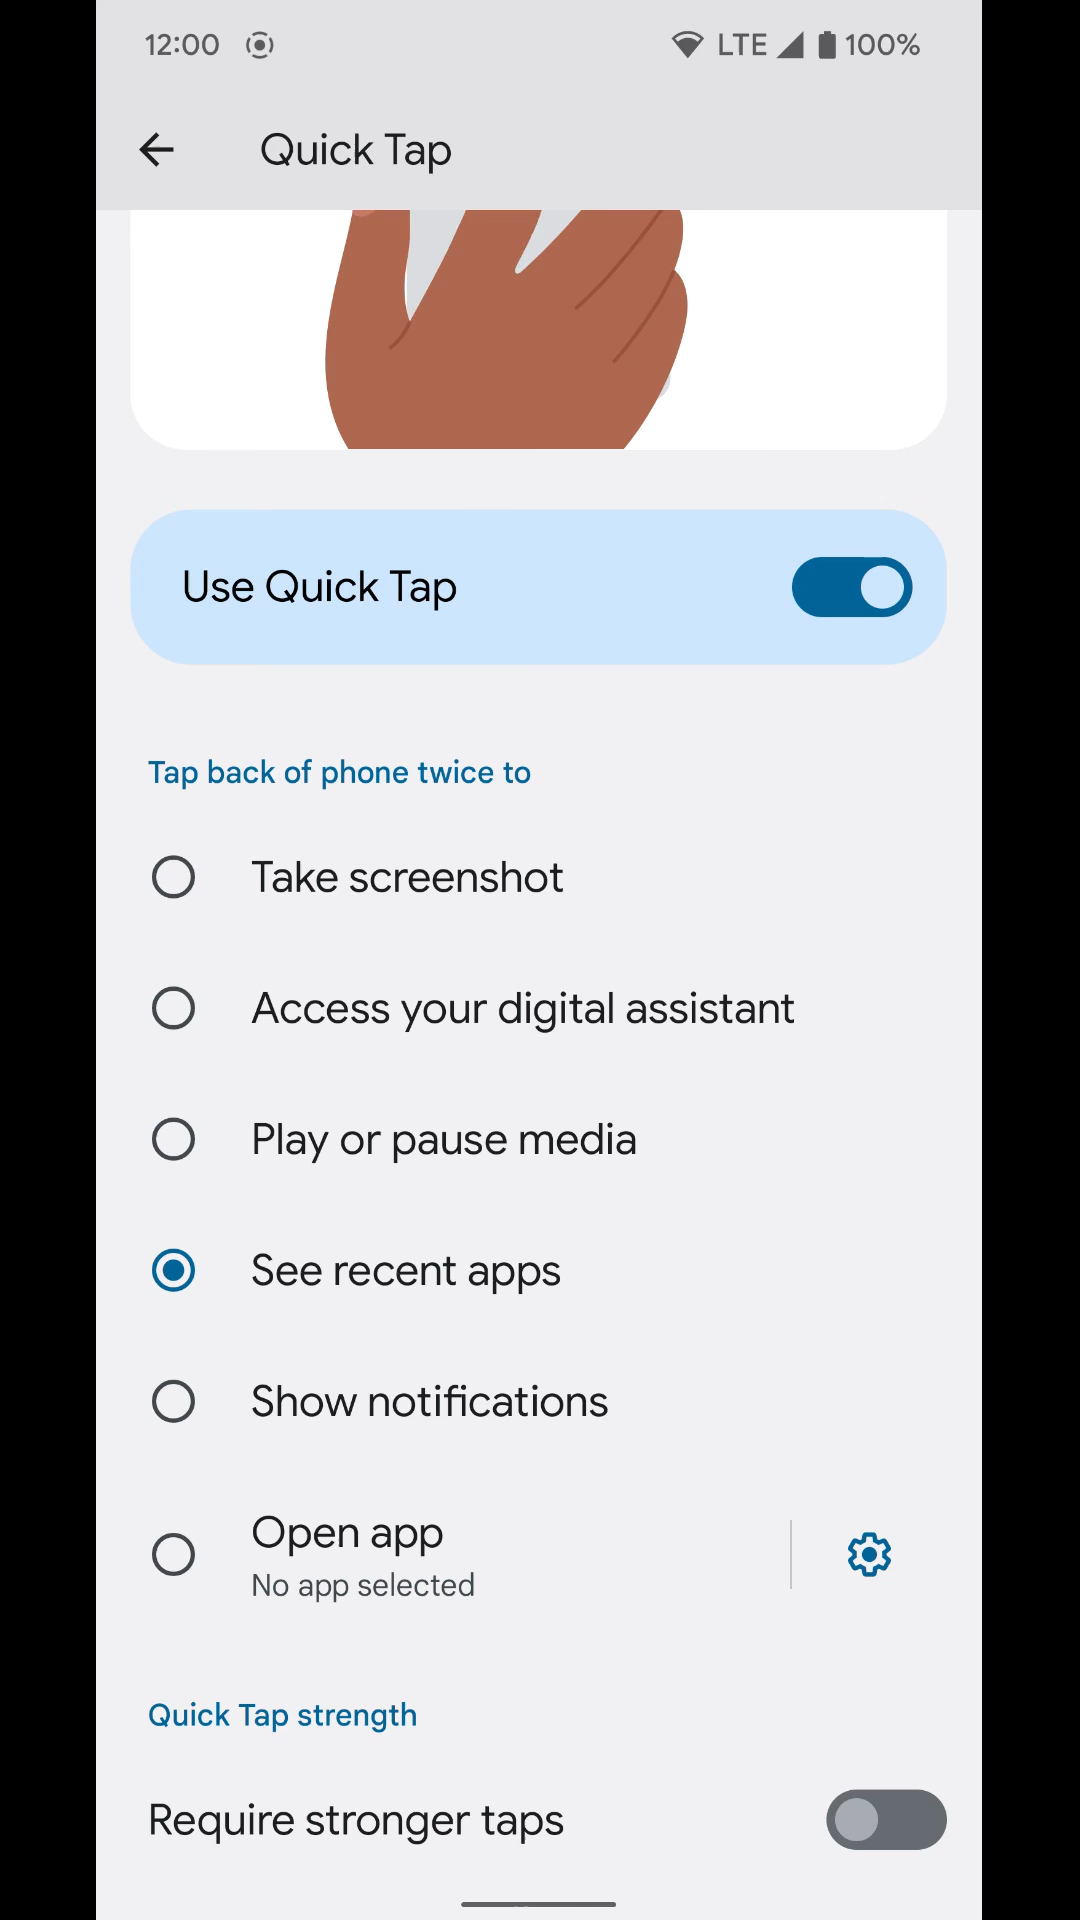 12:00 LTE 100%
Quick Tap
Use Quick Tap
Tap back of phone twice to
Take screenshot
Access your digital assistant
Play or pause media
See recent apps
Show notifications
Open app
No app selected
Quick Tap strength
Require stronger taps